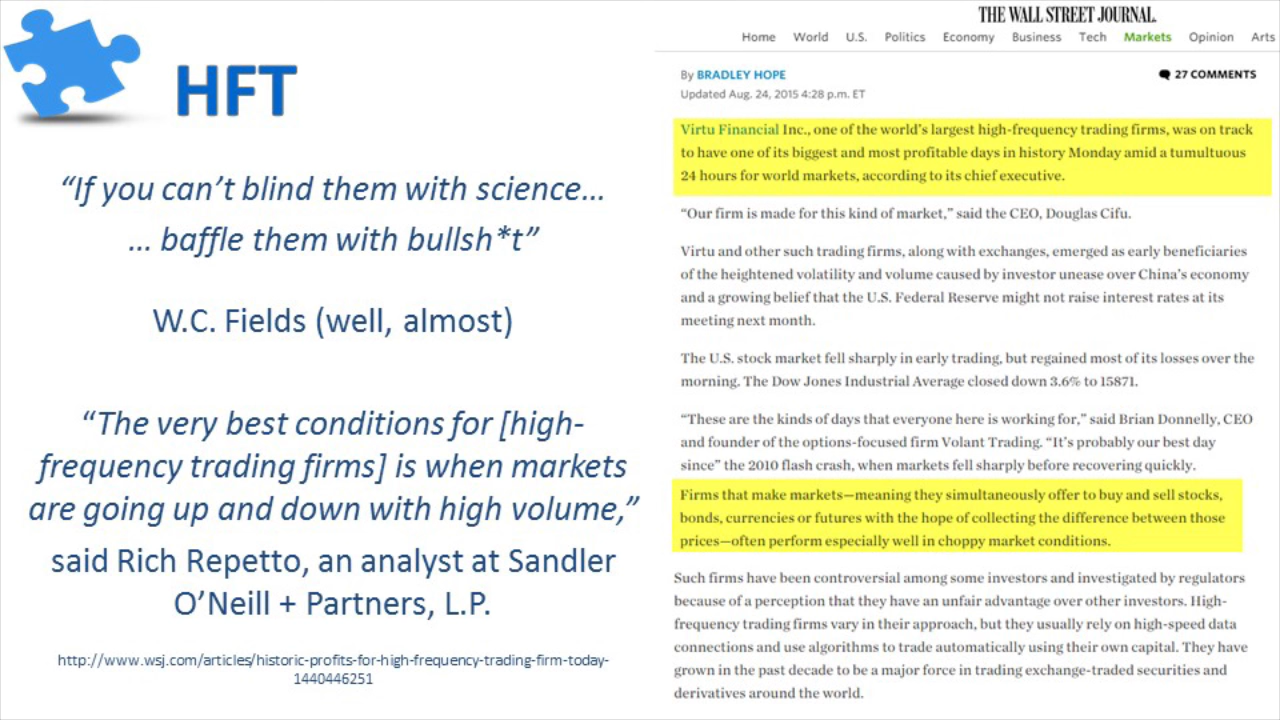 HFT
“If you can’t blind them with science...
... baffle them with bullsh*t”
W.C. Fields (well, almost)
“The very best conditions for [high-
frequency trading firms] is when markets
are going up and down with high volume,”
said Rich Repetto, an analyst at Sandler
O’Neill + Partners, L.P.
http://www.wsj.com/articles/historic-profits-for-high-frequency-trading-firm-today-
1440446251
THE WALL STREET JOURNAL.
Home World U.S. Politics Economy Business Tech Markets Opinion Arts
By BRADLEY HOPE
27 COMMENTS
Updated Aug. 24, 2015 4:28 p.m. ET
Virtu Financial Inc., one of the world’s largest high-frequency trading firms, was on track
to have one of its biggest and most profitable days in history Monday amid a tumultuous
24 hours for world markets, according to its chief executive.
“Our firm is made for this kind of market,” said the CEO, Douglas Cifu.
Virtu and other such trading firms, along with exchanges, emerged as early beneficiaries
of the heightened volatility and volume caused by investor unease over China’s economy
and a growing belief that the U.S. Federal Reserve might not raise interest rates at its
meeting next month.
The U.S. stock market fell sharply in early trading, but regained most of its losses over the
morning. The Dow Jones Industrial Average closed down 3.6% to 15871.
“These are the kinds of days that everyone here is working for,” said Brian Donnelly, CEO
and founder of the options-focused firm Volant Trading. “It’s probably our best day
since” the 2010 flash crash, when markets fell sharply before recovering quickly.
Firms that make markets—meaning they simultaneously offer to buy and sell stocks,
bonds, currencies or futures with the hope of collecting the difference between those
prices—often perform especially well in choppy market conditions.
Such firms have been controversial among some investors and investigated by regulators
because of a perception that they have an unfair advantage over other investors. High-
frequency trading firms vary in their approach, but they usually rely on high-speed data
connections and use algorithms to trade automatically using their own capital. They have
grown in the past decade to be a major force in trading exchange-traded securities and
derivatives around the world.